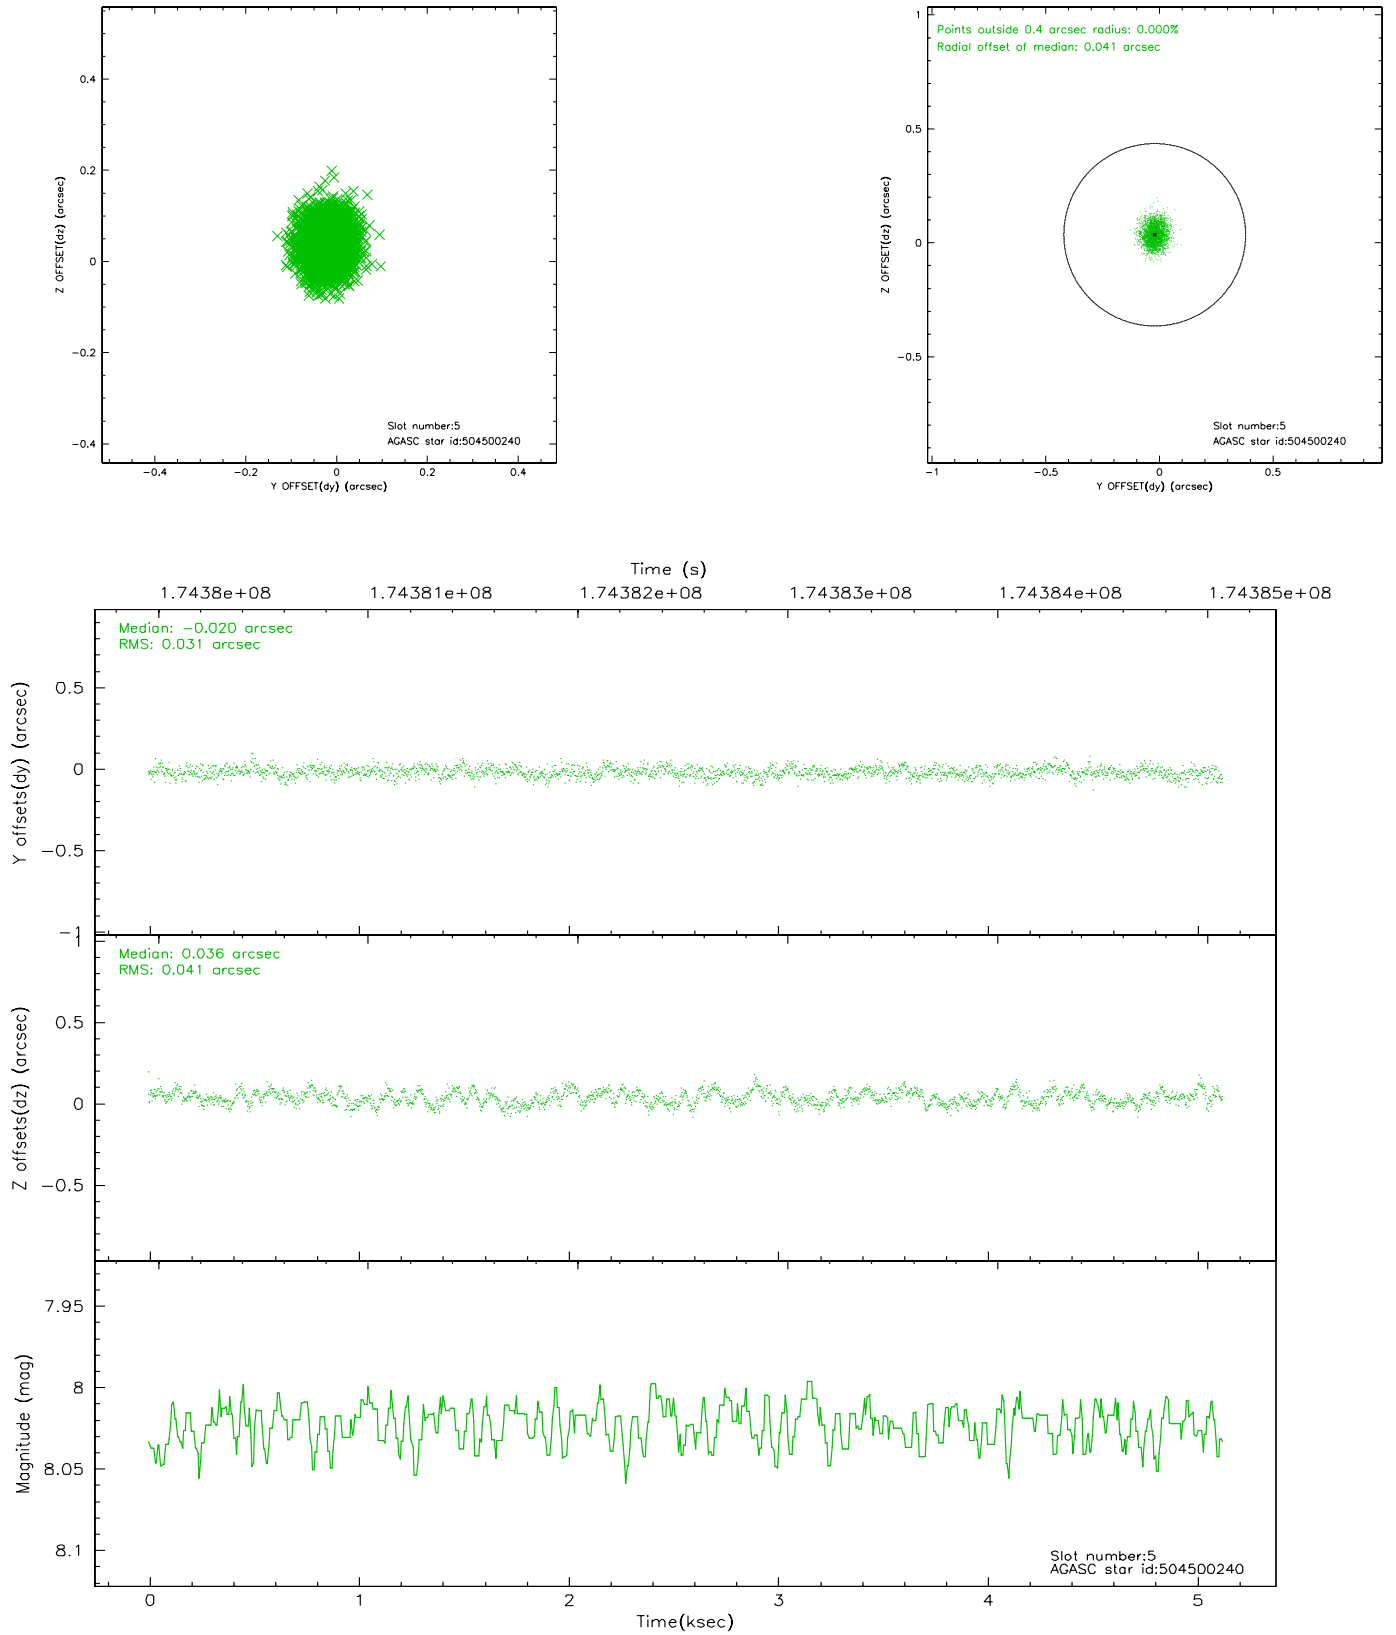 0.4
0.2
0
−0.2
−0.4
Z OFFSET(dz) (arcsec)
Slot number:5
AGASC star id:504500240
−0.4 −0.2 0 0.2 0.4
Y OFFSET(dy) (arcsec)
Points outside 0.4 arcsec radius: 0.000%
Radial offset of median: 0.041 arcsec
1
0.5
0
−0.5
Z OFFSET(dz) (arcsec)
Slot number:5
AGASC star id:504500240
−1 −0.5 0 0.5
Y OFFSET(dy) (arcsec)
Time (s)
1.7438e+08 1.74381e+08 1.74382e+08 1.74383e+08 1.74384e+08 1.74385e+08
Median: −0.020 arcsec
RMS: 0.031 arcsec
0.5
0
−0.5
−1
Y offsets(dy) (arcsec)
Median: 0.036 arcsec
RMS: 0.041 arcsec
1
0.5
0
−0.5
Z offsets(dz) (arcsec)
7.95
8
8.05
8.1
Magnitude (mag)
Slot number:5
AGASC star id:504500240
0 1 2 3 4 5
Time(ksec)